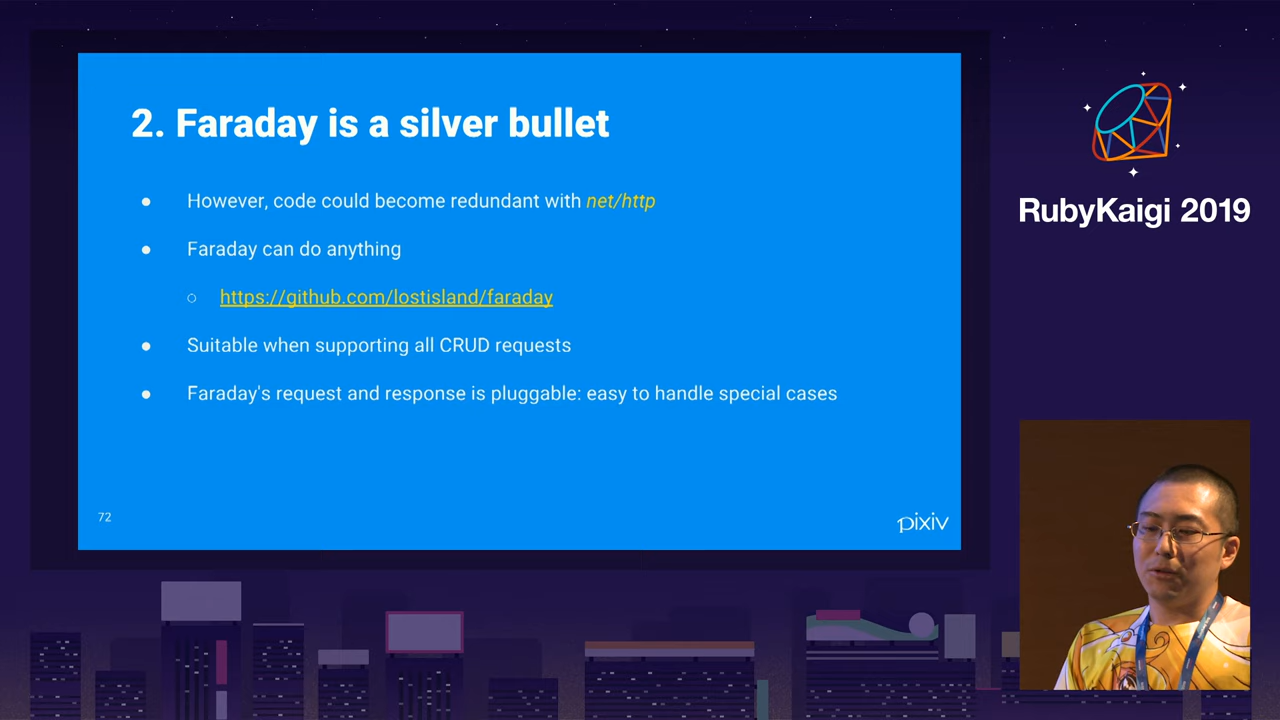 2. Faraday is a silver bullet
● However, code could become redundant with net/http
● Faraday can do anything
○ https://github.com/lostisland/faraday
● Suitable when supporting all CRUD requests
● Faraday's request and response is pluggable: easy to handle special cases
72
pixiv
RubyKaigi 2019